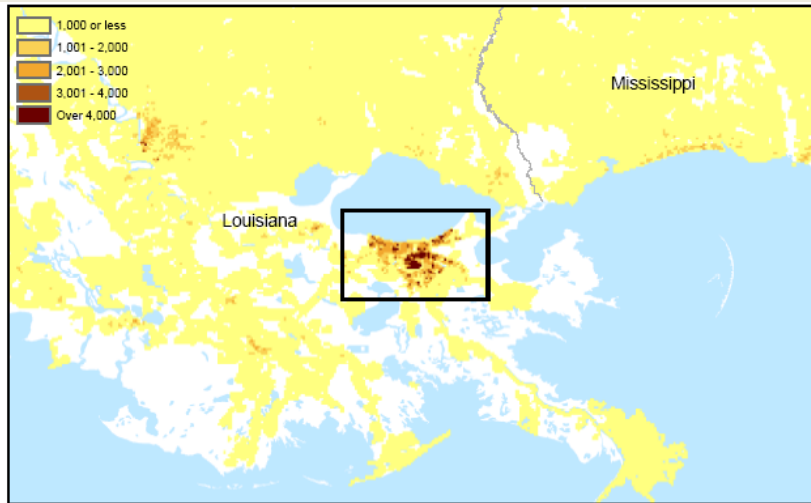 1,000 or less
1,001 - 2,000
2,001 - 3,000
3,001 - 4,000
Over 4,000
Mississippi
Louisiana